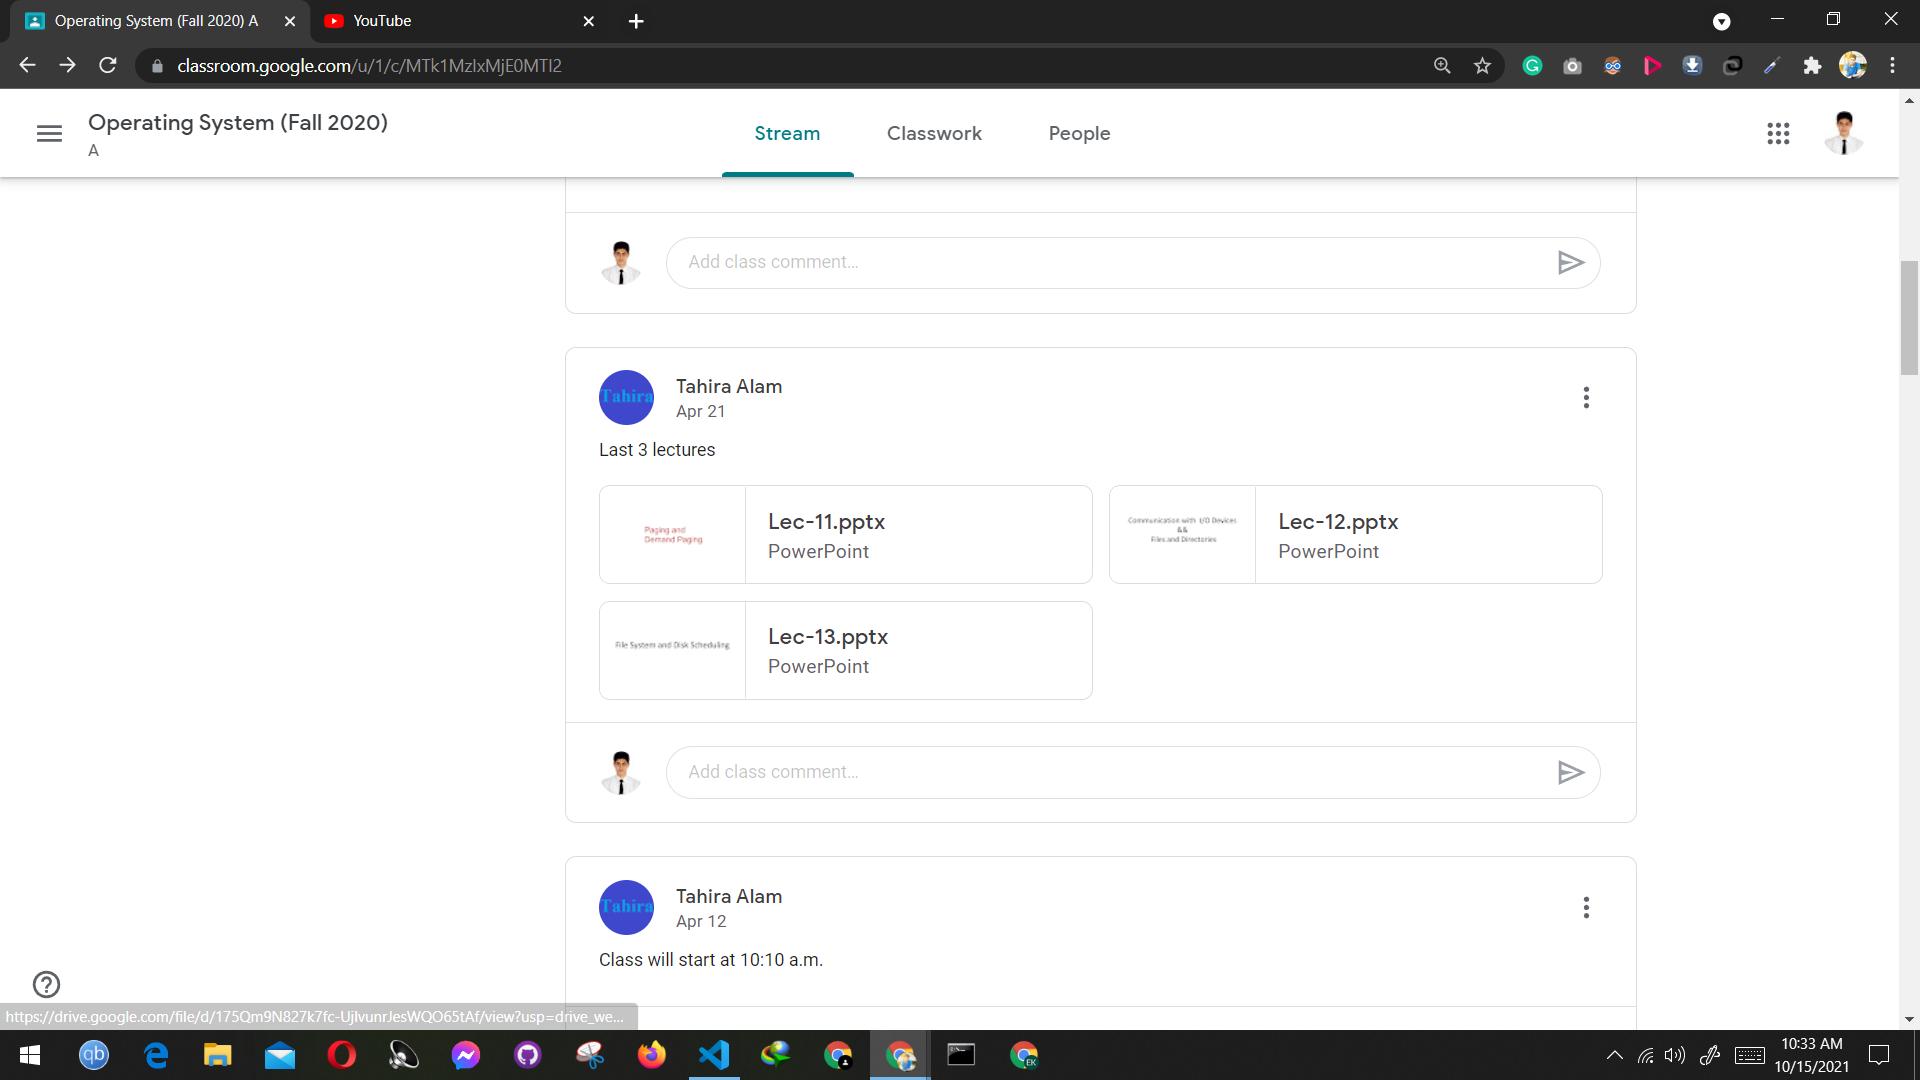 Operating System (Fall 2020) A
YouTube
classroom.google.com/u/1/c/MTk1MzIxMjE0MTI2
Operating System (Fall 2020)
A
Stream
Classwork
People
Add class comment...
Tahira
Tahira Alam
Apr 21
Last 3 lectures
Paging and
Demand Paging
Lec-11.pptx
PowerPoint
Communication with I/O Devices
&&
Files and Directories
Lec-12.pptx
PowerPoint
File System and Disk Scheduling
Lec-13.pptx
PowerPoint
Add class comment...
Tahira
Tahira Alam
Apr 12
Class will start at 10:10 a.m.
https://drive.google.com/file/d/175Qm9N827k7fc-UjIvunrJesWQO65tAf/view?usp=drive_we...
qb
EK
10:33 AM
10/15/2021